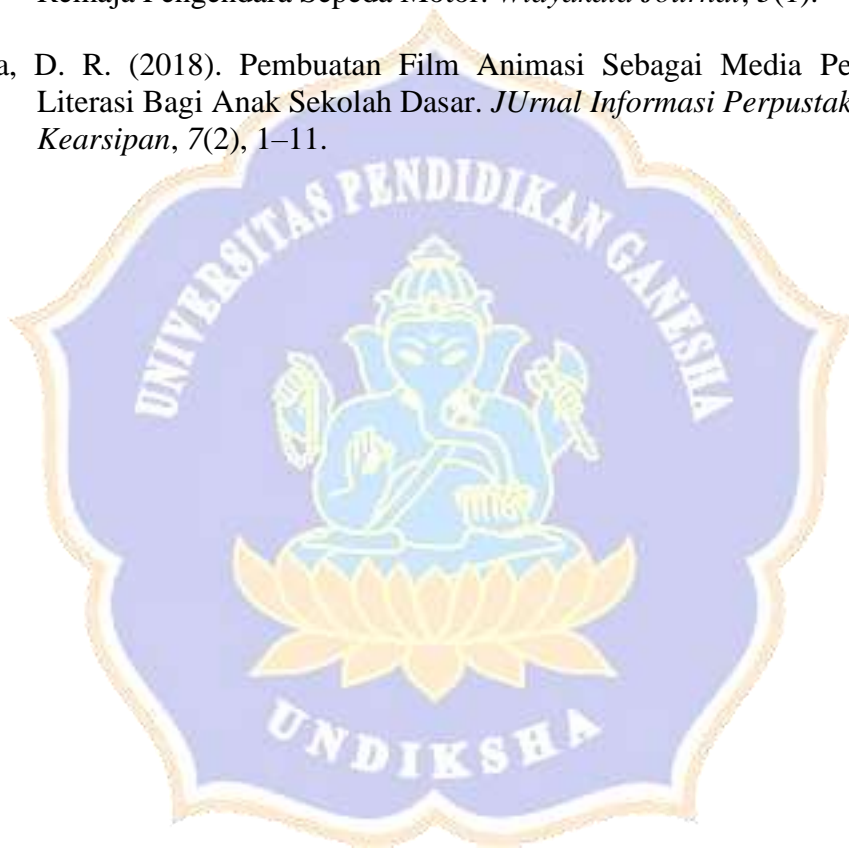 Remaja Pengendara Sepeda Motor. Widyakala Journal, 5(1).
a, D. R. (2018). Pembuatan Film Animasi Sebagai Media Pe
Literasi Bagi Anak Sekolah Dasar. JUrnal Informasi Perpustak
Kearsipan, 7(2), 1–11.
UNIVERSITAS PENDIDIKAN GANESHA
UNDIKSHA